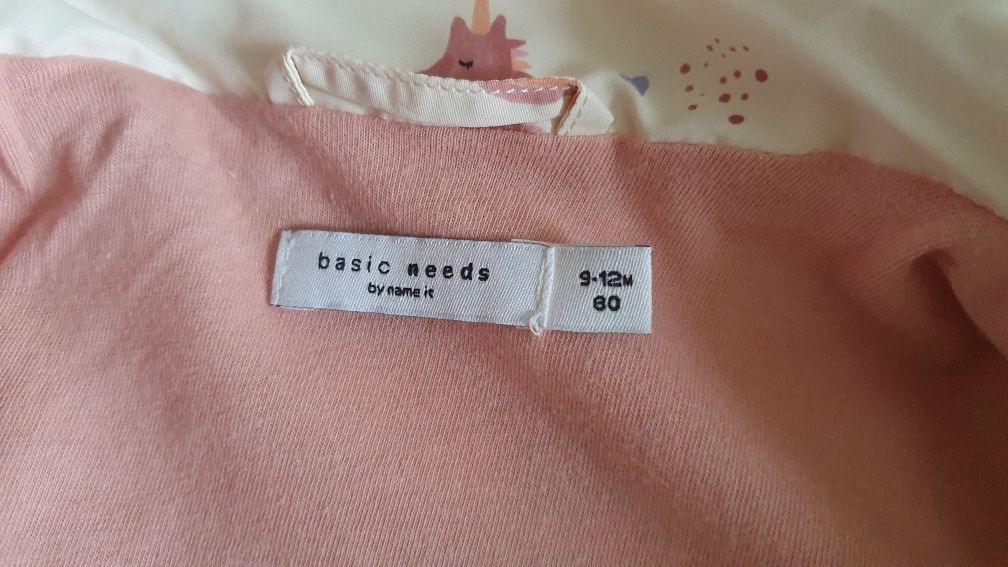 basic needs
by name it
9-12M
80